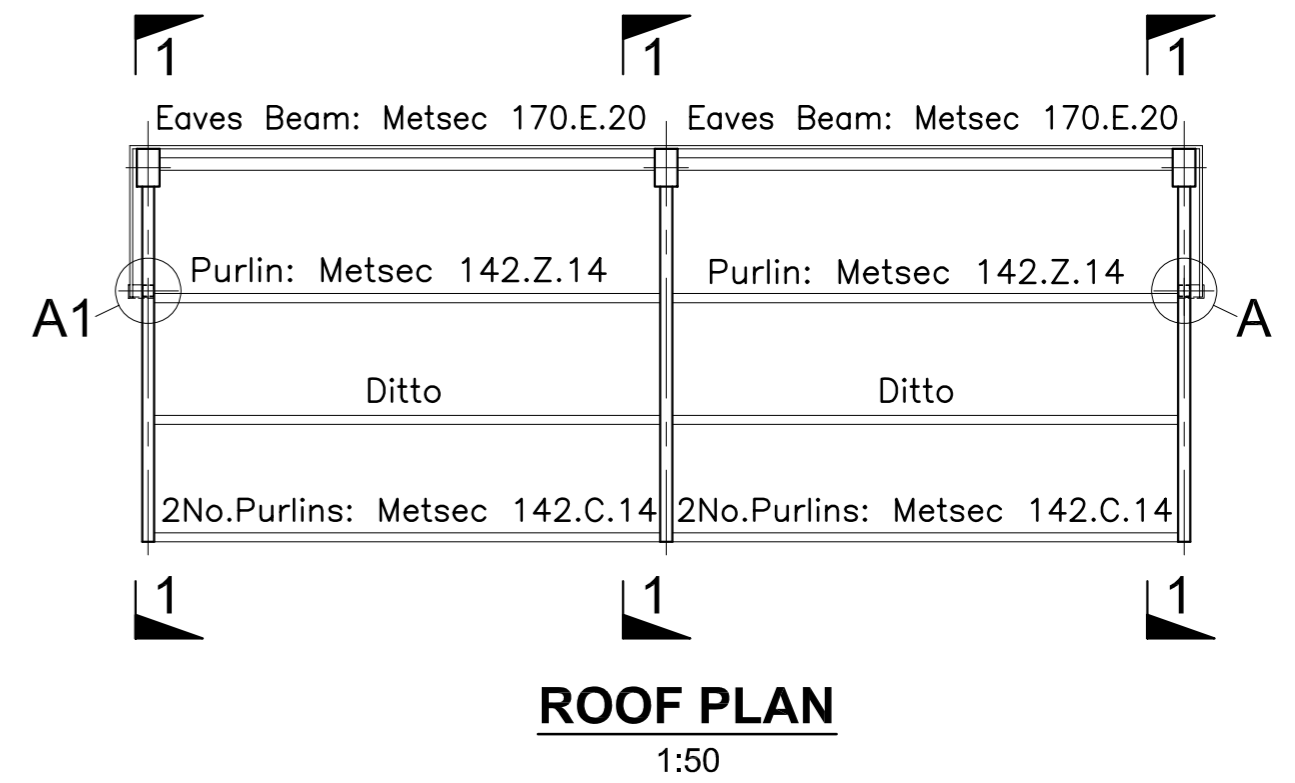 1 1 1
Eaves Beam: Metsec 170.E.20 Eaves Beam: Metsec 170.E.20
Purlin: Metsec 142.Z.14 Purlin: Metsec 142.Z.14
A1 A
Ditto Ditto
2No.Purlins: Metsec 142.C.14 2No.Purlins: Metsec 142.C.14
1 1 1
ROOF PLAN
1:50